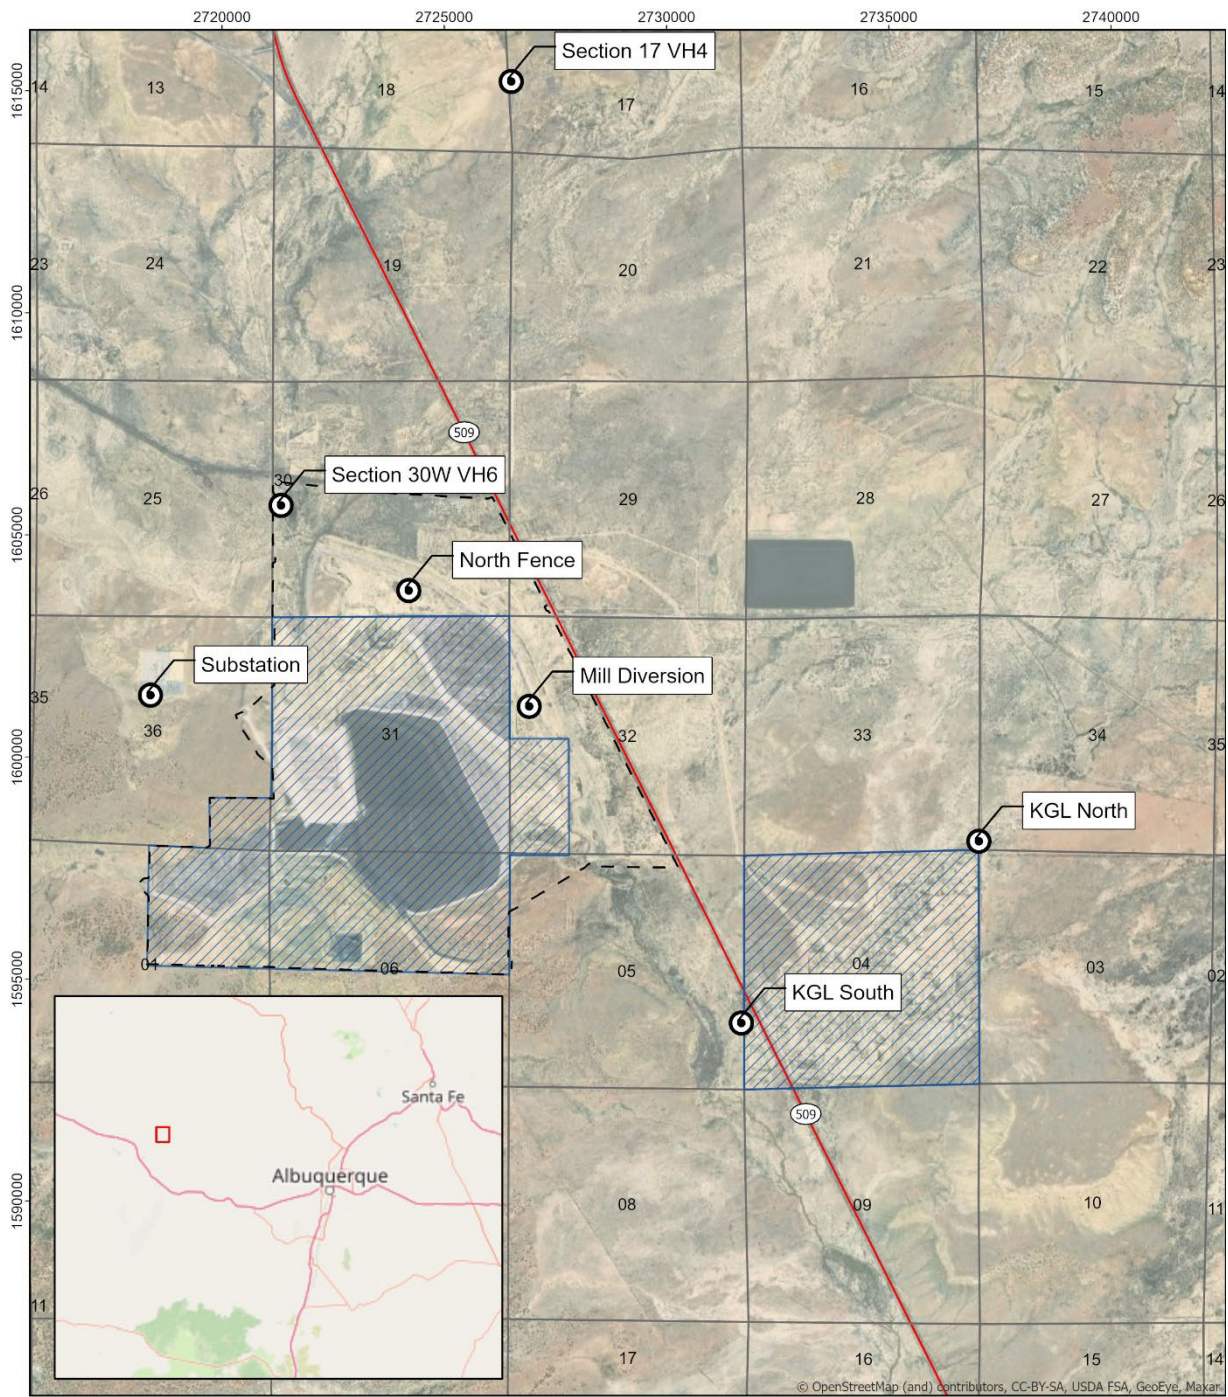 2720000 2725000 2730000 2735000 2740000
Section 17 VH4
1615000
14 13 18 17 16 15 14
23 24 19 20 21 22 23
1610000
509
Section 30W VH6
30
26 25 29 28 27 26
1605000
North Fence
Substation
Mill Diversion
35 36 31 32 33 34 35
1600000
KGL North
01 06 05 04 03 02
1595000
KGL South
Santa Fe
Albuquerque
509
1590000
08 09 10 11
11
17 16 15 14
© OpenStreetMap (and) contributors, CC-BY-SA, USDA FSA, GeoEye, Maxar